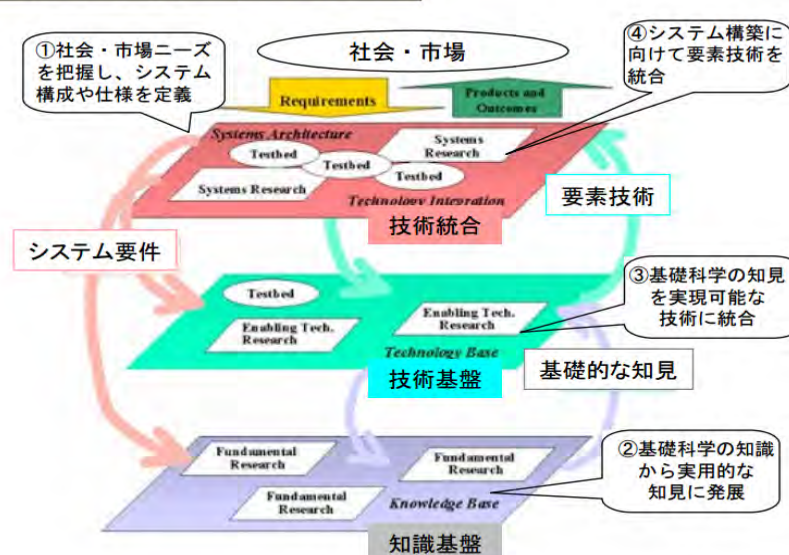 ①社会・市場ニーズ
を把握し、システム
構成や仕様を定義
社会・市場
④システム構築に
向けて要素技術を
統合
Requirements
Products and
Outcomes
Systems Architecture
Testbed
Testbed
Testbed
Systems
Research
Systems Research
Technology Integration
技術統合
要素技術
システム要件
Testbed
Enabling Tech.
Research
Enabling Tech.
Research
Technology Base
技術基盤
③基礎科学の知見
を実現可能な
技術に統合
基礎的な知見
Fundamental
Research
Fundamental
Research
Fundamental
Research
Knowledge Base
知識基盤
②基礎科学の知識
から実用的な
知見に発展